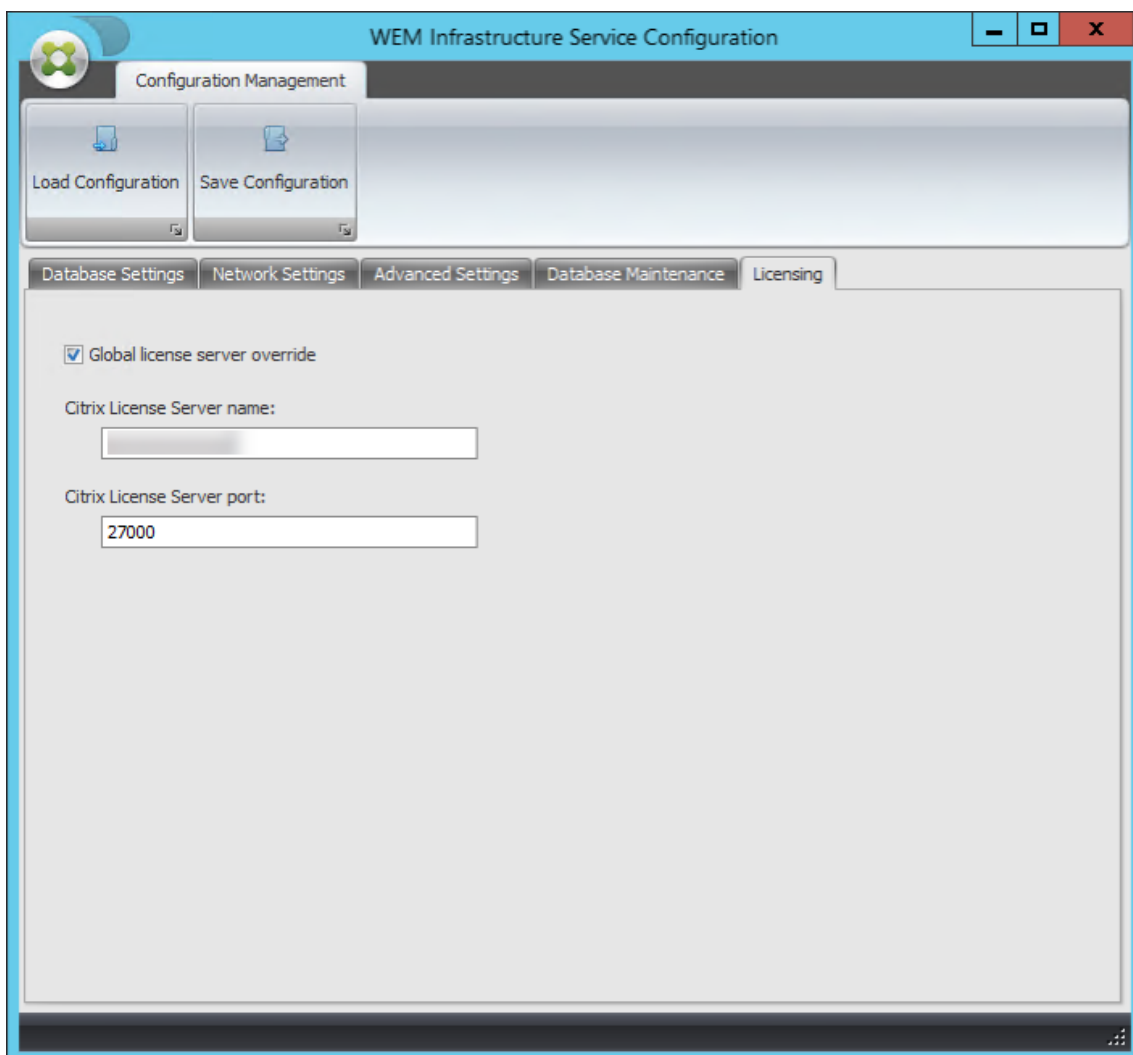 WEM Infrastructure Service Configuration
Configuration Management
Load Configuration Save Configuration
Database Settings Network Settings Advanced Settings Database Maintenance Licensing
Global license server override
Citrix License Server name:
Citrix License Server port:
27000